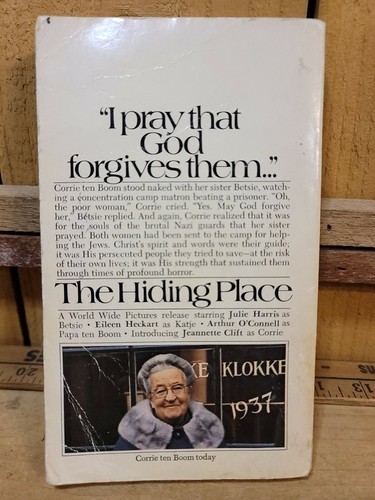 “I pray that
God
forgives them...”
Corrie ten Boom stood naked with her sister Betsie, watch-
ing a concentration camp matron beating a prisoner. “Oh,
the poor woman,” Corrie cried. “Yes. May God forgive
her,” Betsie replied. And again, Corrie realized that it was
for the souls of the brutal Nazi guards that her sister
prayed. Both women had been sent to the camp for help-
ing the Jews. Christ's spirit and words were their guide;
it was His persecuted people they tried to save—at the risk
of their own lives; it was His strength that sustained them
through times of profound horror.
The Hiding Place
A World Wide Pictures release starring Julie Harris as
Betsie • Eileen Heckart as Katje • Arthur O'Connell as
Papa ten Boom • Introducing Jeannette Clift as Corrie
KE KLOKKE
1937
Corrie ten Boom today
20
13